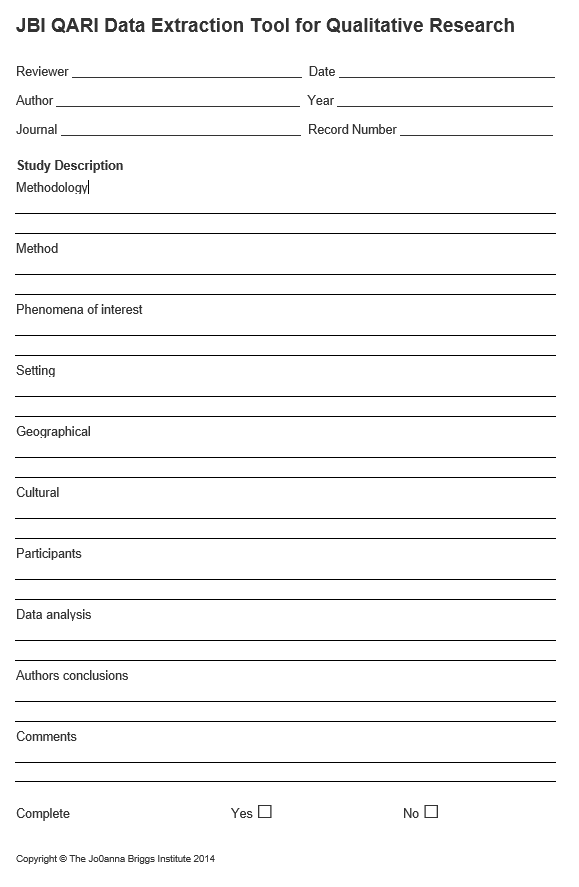 JBI QARI Data Extraction Tool for Qualitative Research
Reviewer Date
Author Year
Journal Record Number
Study Description
Methodology
Method
Phenomena of interest
Setting
Geographical
Cultural
Participants
Data analysis
Authors conclusions
Comments
Complete Yes No
Copyright © The Jo0anna Briggs Institute 2014